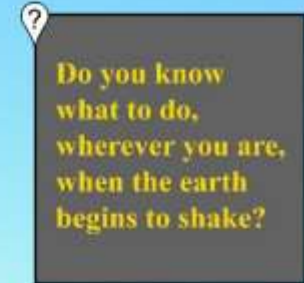 ?
Do you know
what to do,
wherever you are,
when the earth
begins to shake?